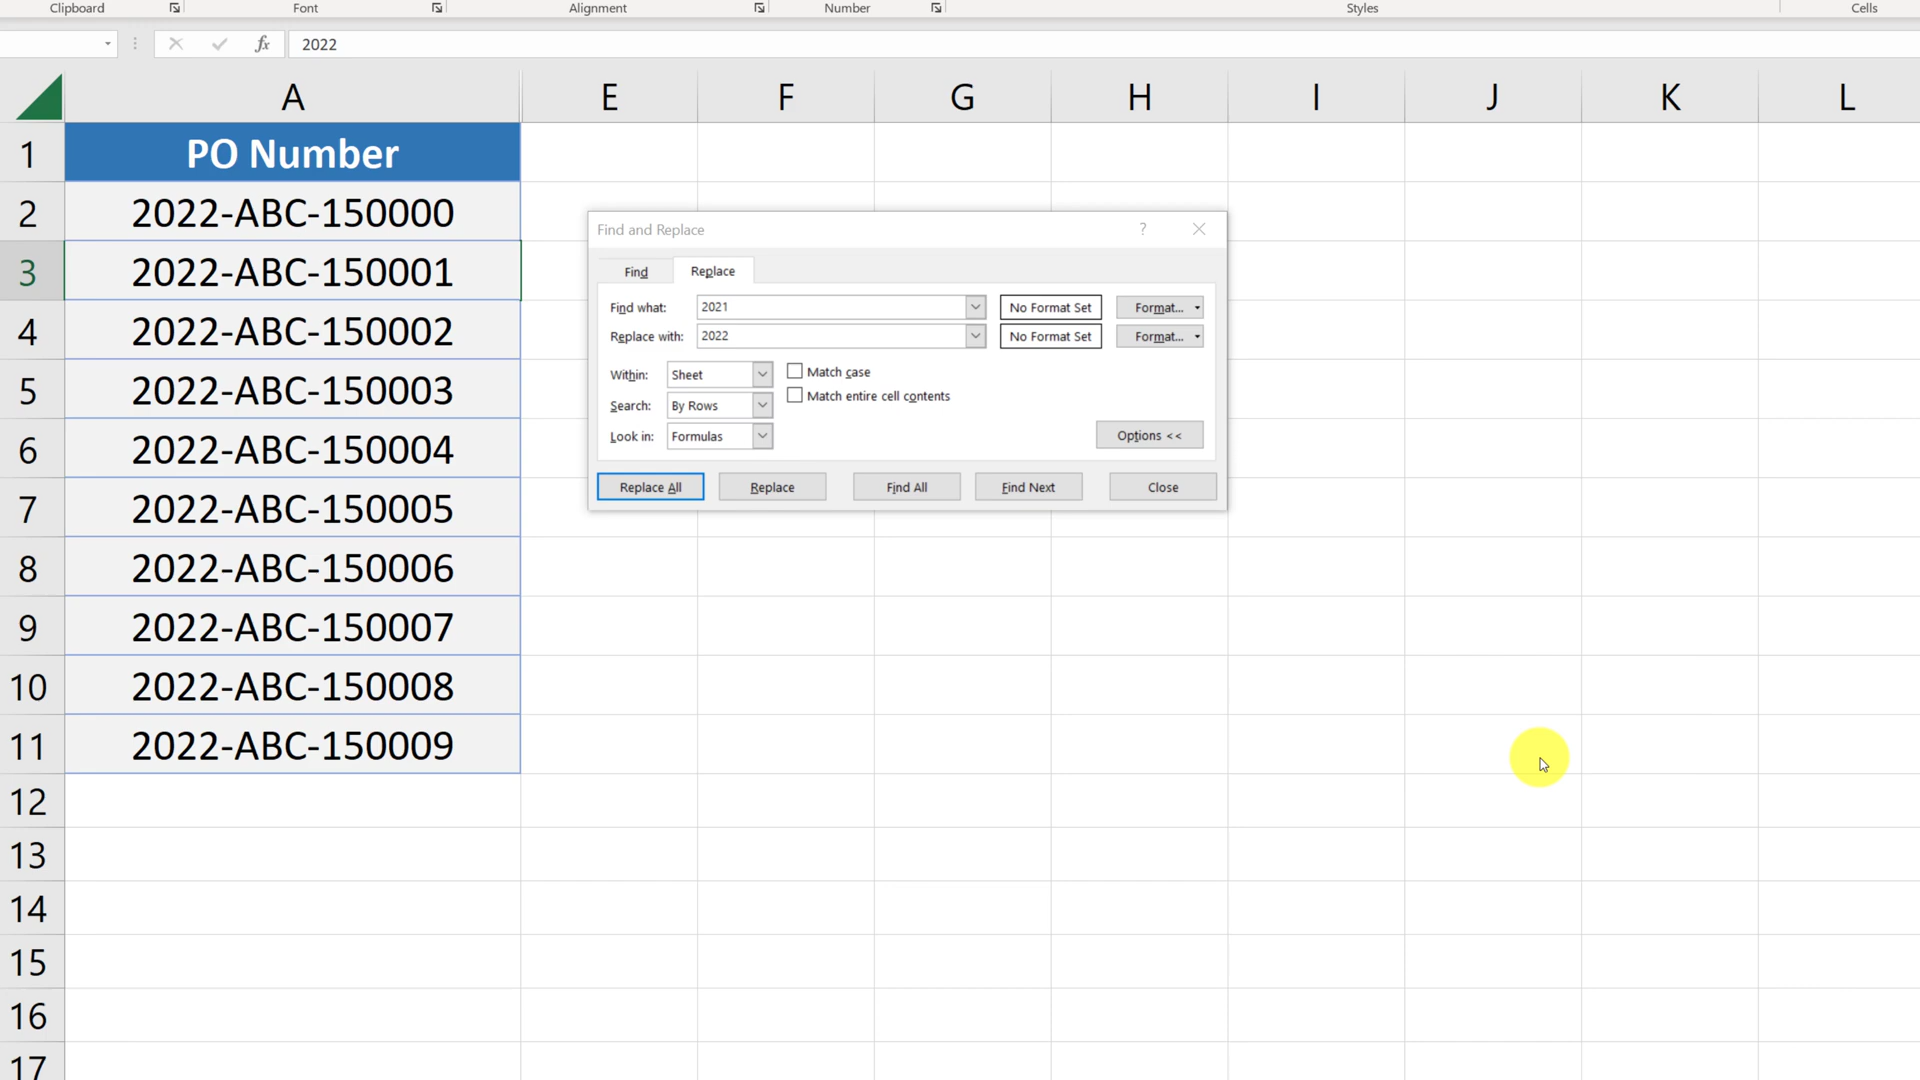 Clipboard Font Alignment Number Styles Cells
fx 2022
A E F G H I J K L
1 PO Number
2 2022-ABC-150000
3 2022-ABC-150001
4 2022-ABC-150002
5 2022-ABC-150003
6 2022-ABC-150004
7 2022-ABC-150005
8 2022-ABC-150006
9 2022-ABC-150007
10 2022-ABC-150008
11 2022-ABC-150009
12
13
14
15
16
17
Find and Replace ?
Find Replace
Find what: 2021 No Format Set Format...
Replace with: 2022 No Format Set Format...
Within: Sheet Match case
Search: By Rows Match entire cell contents
Look in: Formulas Options <<
Replace All Replace Find All Find Next Close